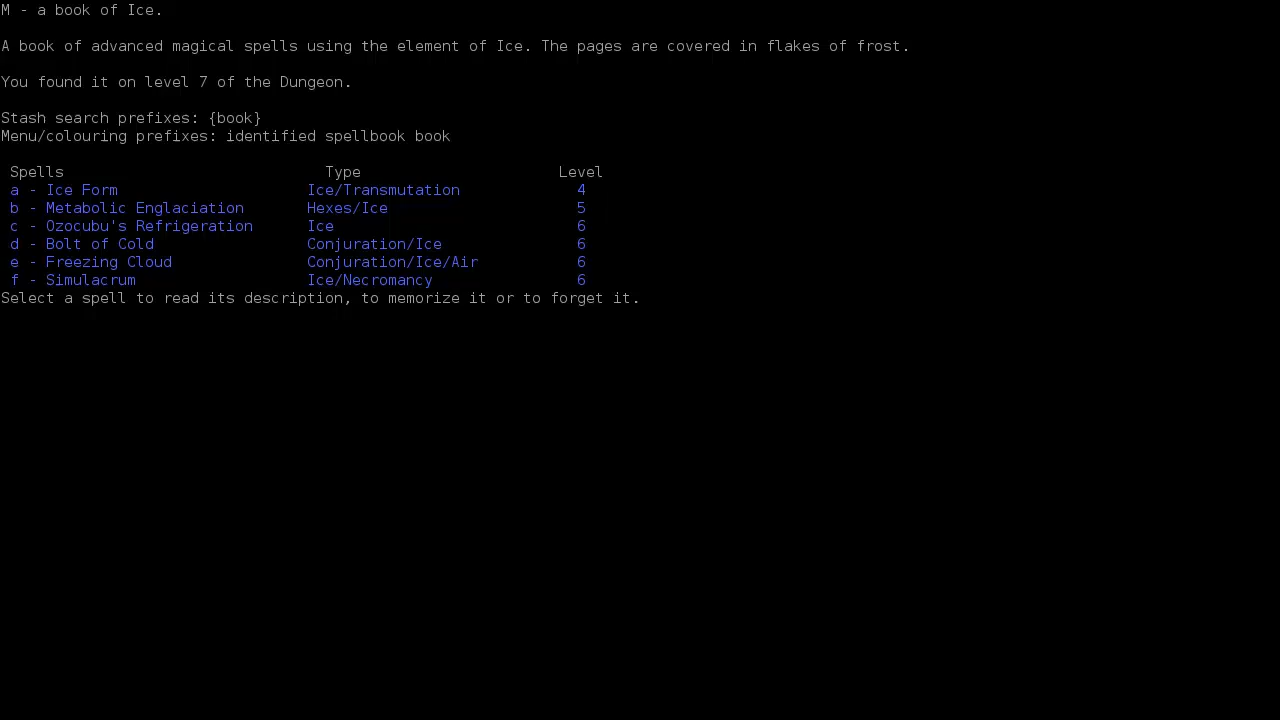 M - a book of Ice.
A book of advanced magical spells using the element of Ice. The pages are covered in flakes of frost.
You found it on level 7 of the Dungeon.
Stash search prefixes: {book}
Menu/colouring prefixes: identified spellbook book
Spells Type Level
a - Ice Form Ice/Transmutation 4
b - Metabolic Englaciation Hexes/Ice 5
c - Ozocubu's Refrigeration Ice 6
d - Bolt of Cold Conjuration/Ice 6
e - Freezing Cloud Conjuration/Ice/Air 6
f - Simulacrum Ice/Necromancy 6
Select a spell to read its description, to memorize it or to forget it.